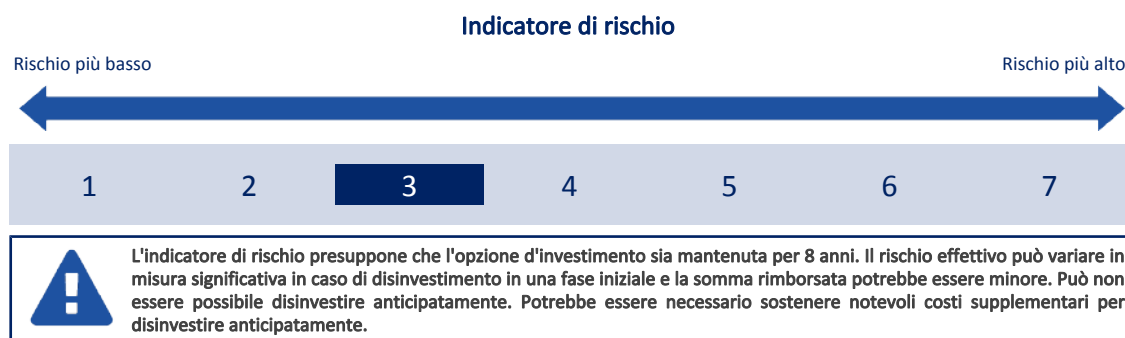 Indicatore di rischio
Rischio più basso
Rischio più alto
1 2 3 4 5 6 7
L'indicatore di rischio presuppone che l'opzione d'investimento sia mantenuta per 8 anni. Il rischio effettivo può variare in
misura significativa in caso di disinvestimento in una fase iniziale e la somma rimborsata potrebbe essere minore. Può non
essere possibile disinvestire anticipatamente. Potrebbe essere necessario sostenere notevoli costi supplementari per
disinvestire anticipatamente.